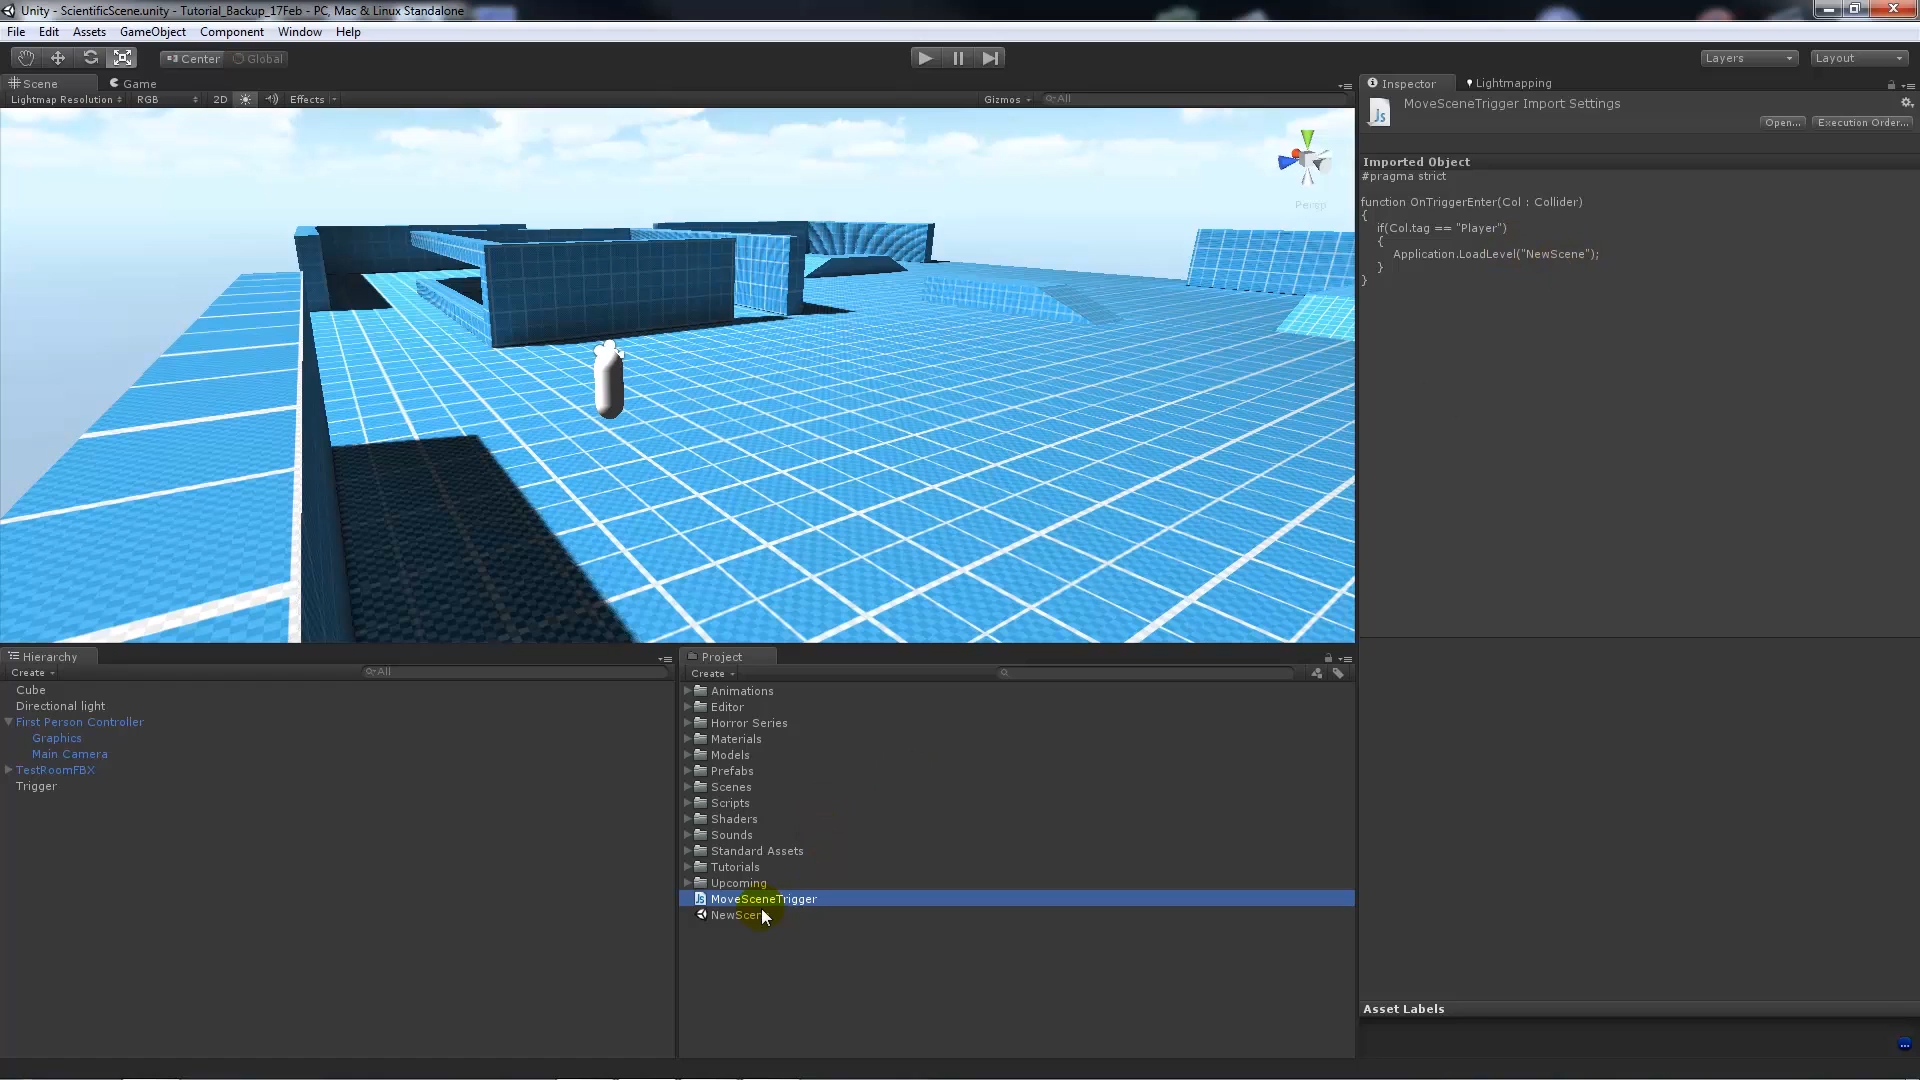 Unity - ScientificScene.unity - Tutorial_Backup_17Feb - PC, Mac & Linux Standalone
File Edit Assets GameObject Component Window Help
Center Global Layers Layout
Scene Game
Lightmap Resolution RGB 2D Effects Gizmos All
Persp
Inspector Lightmapping
MoveSceneTrigger Import Settings
Open... Execution Order...
Imported Object
#pragma strict
function OnTriggerEnter(Col : Collider)
{
if(Col.tag == "Player")
{
Application.LoadLevel("NewScene");
}
}
Asset Labels
Hierarchy
Create All
Cube
Directional light
First Person Controller
Graphics
Main Camera
TestRoomFBX
Trigger
Project
Create
Animations
Editor
Horror Series
Materials
Models
Prefabs
Scenes
Scripts
Shaders
Sounds
Standard Assets
Tutorials
Upcoming
Js MoveSceneTrigger
NewScen